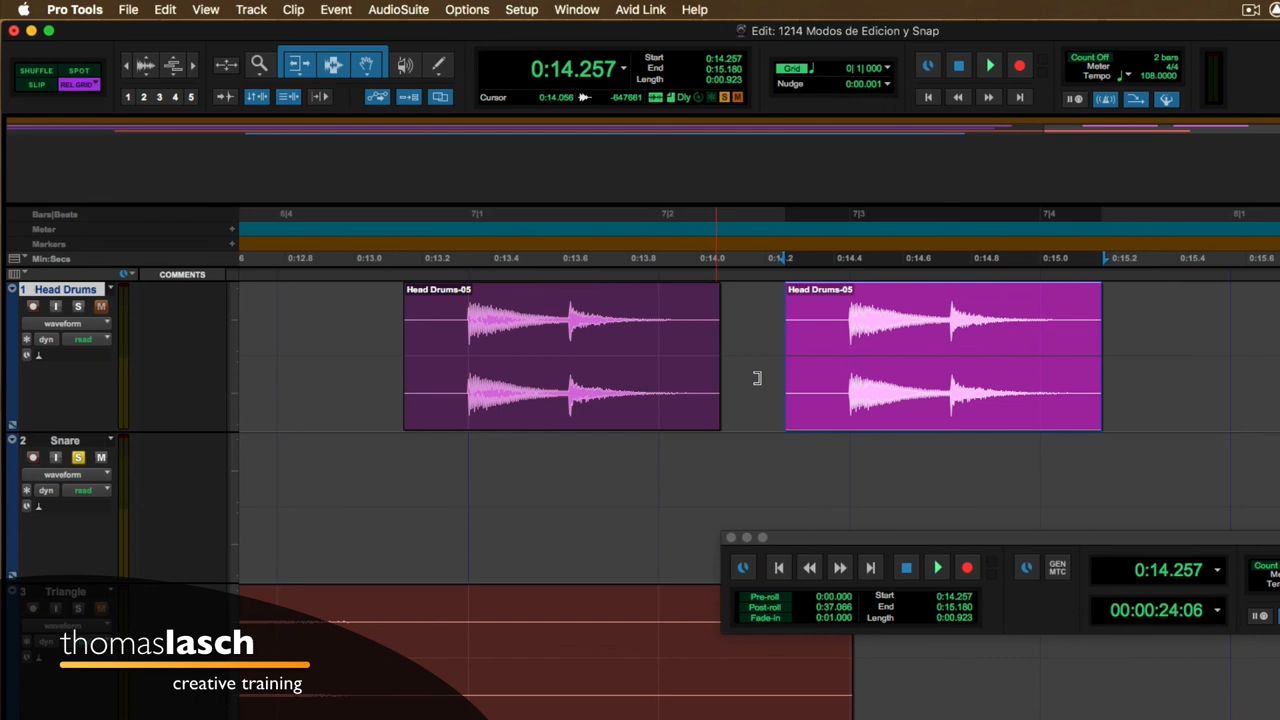 Pro Tools File Edit View Track Clip Event AudioSuite Options Setup Window Avid Link Help
Edit: 1214 Modos de Edicion y Snap
SHUFFLE SPOT
SLIP REL GRID
1 2 3 4 5
0:14.257
Start 0:14.257
End 0:15.180
Length 0:00.923
Cursor 0:14.056 -647661 Dly S M
Grid 0| 1| 000
Nudge 0:00.001
Count Off 2 bars
Meter 4/4
Tempo 108.0000
Bars|Beats 6|4 7|1 7|2 7|3 7|4 8|1
Meter
Markers
Min:Secs 6 0:12.8 0:13.0 0:13.2 0:13.4 0:13.6 0:13.8 0:14.0 0:14.2 0:14.4 0:14.6 0:14.8 0:15.0 0:15.2 0:15.4 0:15.6
COMMENTS
1 Head Drums
I S M
waveform
dyn read
Head Drums-05
Head Drums-05
2 Snare
I S M
waveform
dyn read
3 Triangle
I S M
waveform
dyn read
GEN MTC
0:14.257
00:00:24:06
Count
Me
Te
Pre-roll 0:00.000
Post-roll 0:37.066
Fade-in 0:01.000
Start 0:14.257
End 0:15.180
Length 0:00.923
thomaslasch
creative training